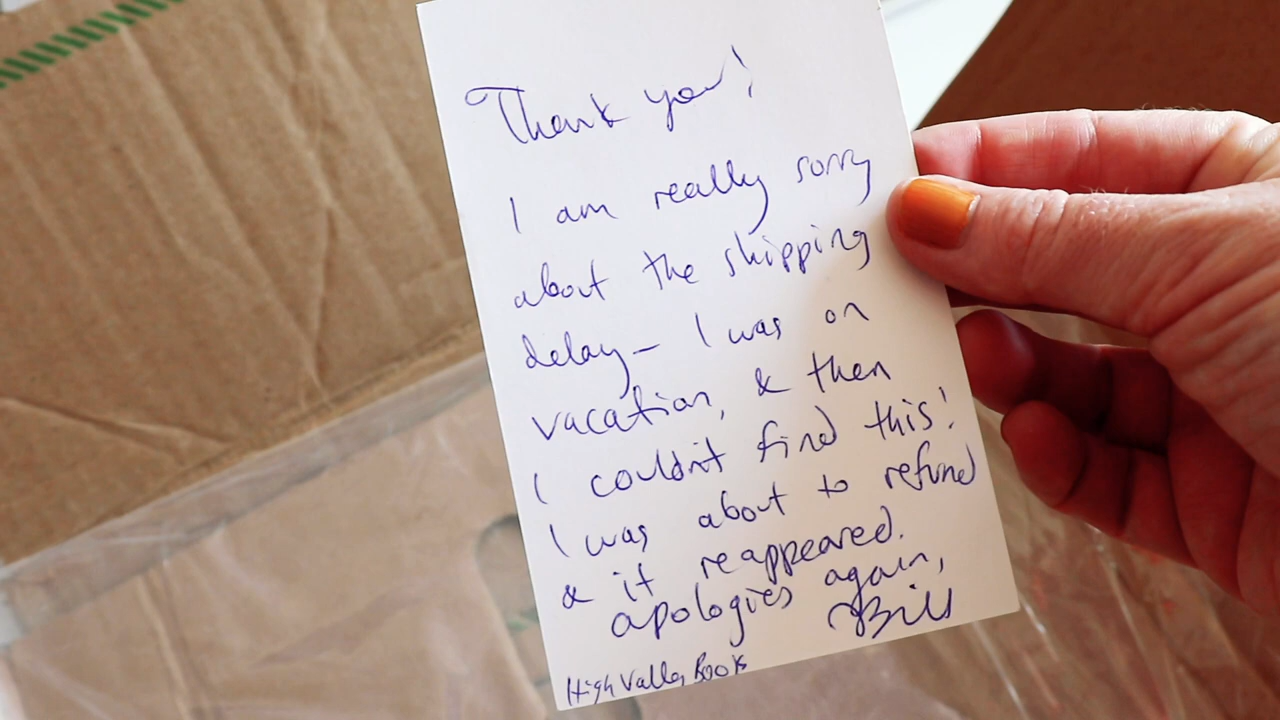 Thank you!
I am really sorry
about the shipping
delay – I was on
vacation, & then
I couldn't find this!
I was about to refund
& it reappeared.
apologies again,
Bill
High Valley Books